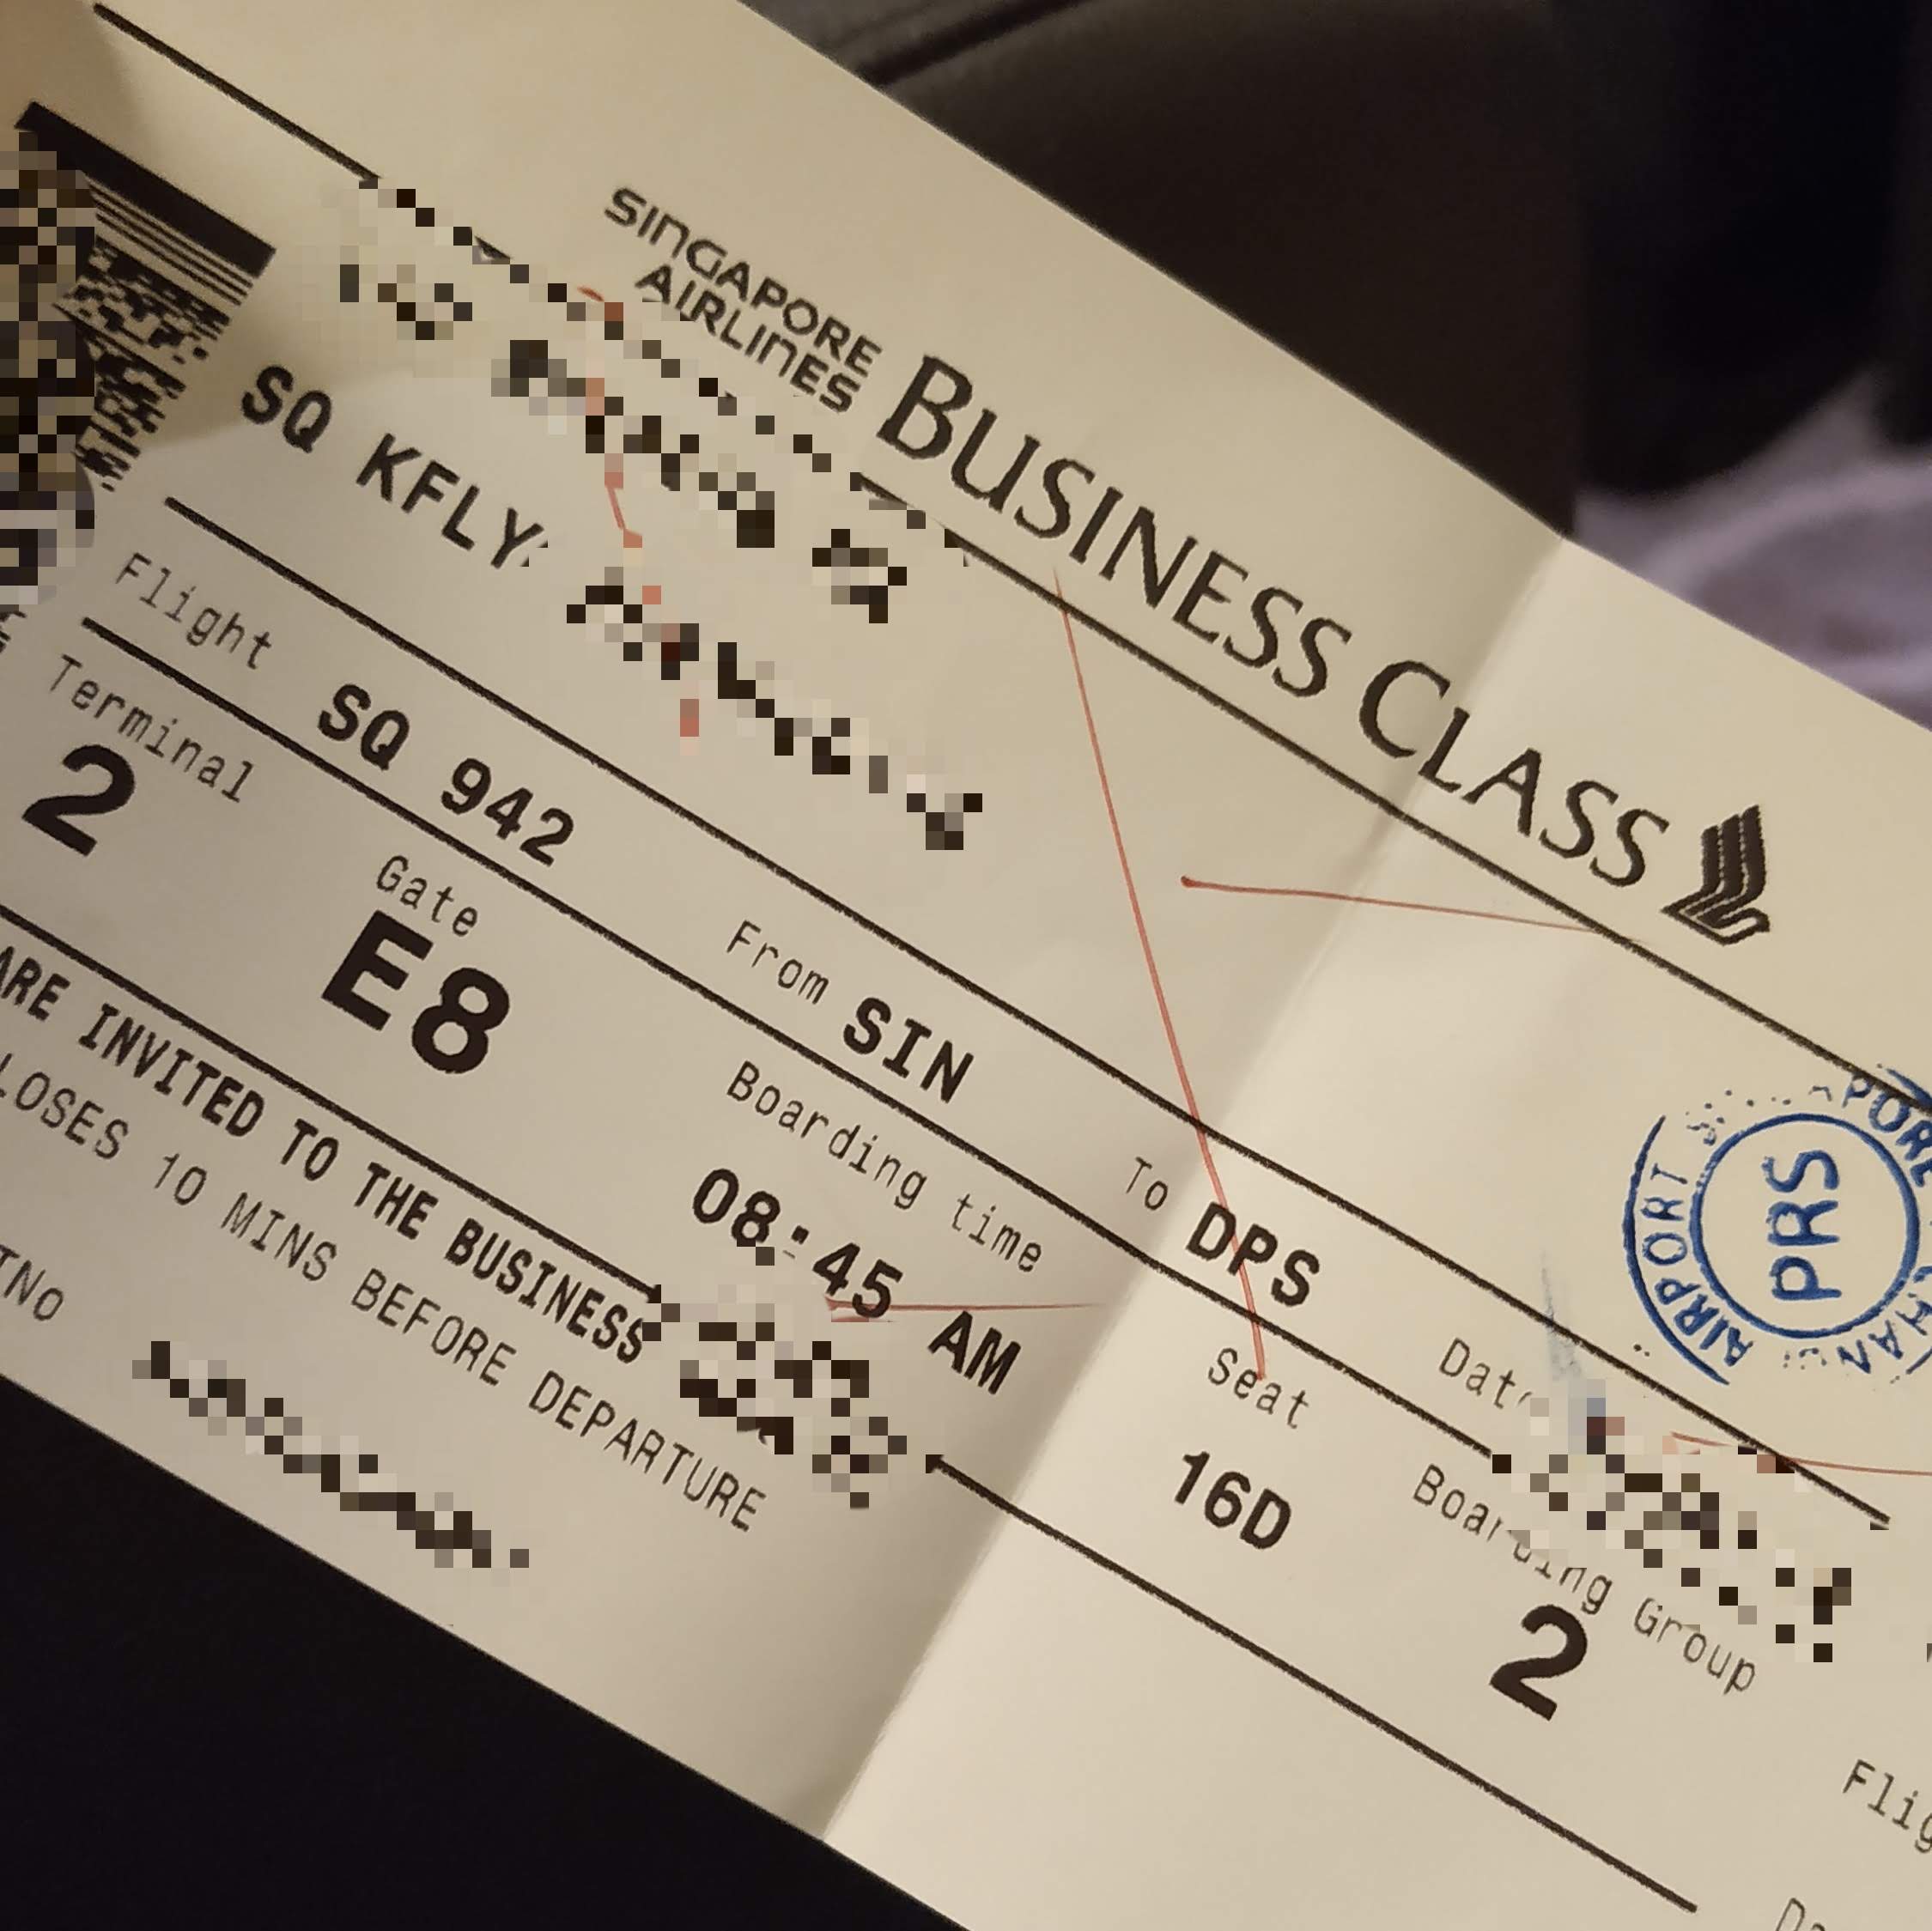 SINGAPORE
AIRLINES
BUSINESS CLASS
SQ KFLY
Flight SQ 942 From SIN To DPS
Terminal Gate Boarding time Seat Boarding Group
2 E8 08:45 AM 16D 2
ARE INVITED TO THE BUSINESS
LOSES 10 MINS BEFORE DEPARTURE
AIRPORT
PRS